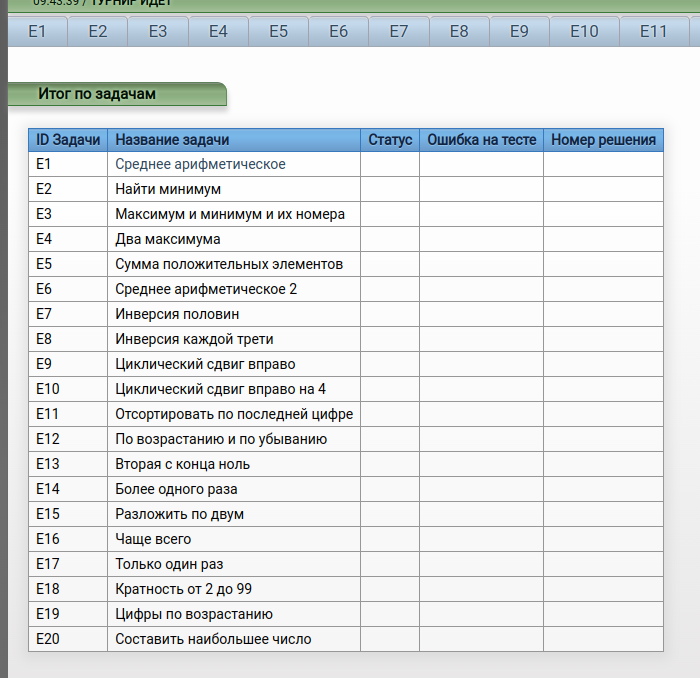 09:43:39 / ТУРНИР ИДЕТ
E1 E2 E3 E4 E5 E6 E7 E8 E9 E10 E11
Итог по задачам
ID Задачи Название задачи Статус Ошибка на тесте Номер решения
E1 Среднее арифметическое
E2 Найти минимум
E3 Максимум и минимум и их номера
E4 Два максимума
E5 Сумма положительных элементов
E6 Среднее арифметическое 2
E7 Инверсия половин
E8 Инверсия каждой трети
E9 Циклический сдвиг вправо
E10 Циклический сдвиг вправо на 4
E11 Отсортировать по последней цифре
E12 По возрастанию и по убыванию
E13 Вторая с конца ноль
E14 Более одного раза
E15 Разложить по двум
E16 Чаще всего
E17 Только один раз
E18 Кратность от 2 до 99
E19 Цифры по возрастанию
E20 Составить наибольшее число